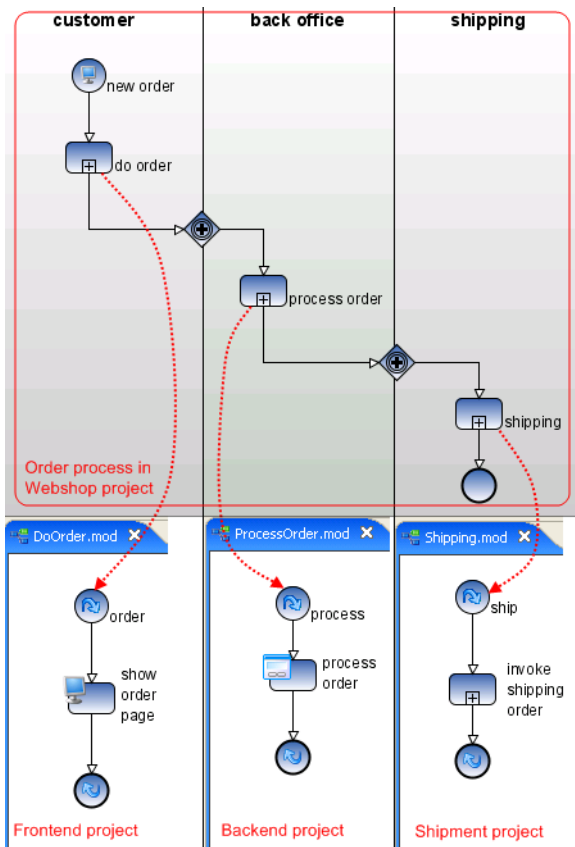 customer
back office
shipping
new order
do order
process order
shipping
Order process in
Webshop project
DoOrder.mod
ProcessOrder.mod
Shipping.mod
order
process
ship
show
order
page
process
order
invoke
shipping
order
Frontend project
Backend project
Shipment project